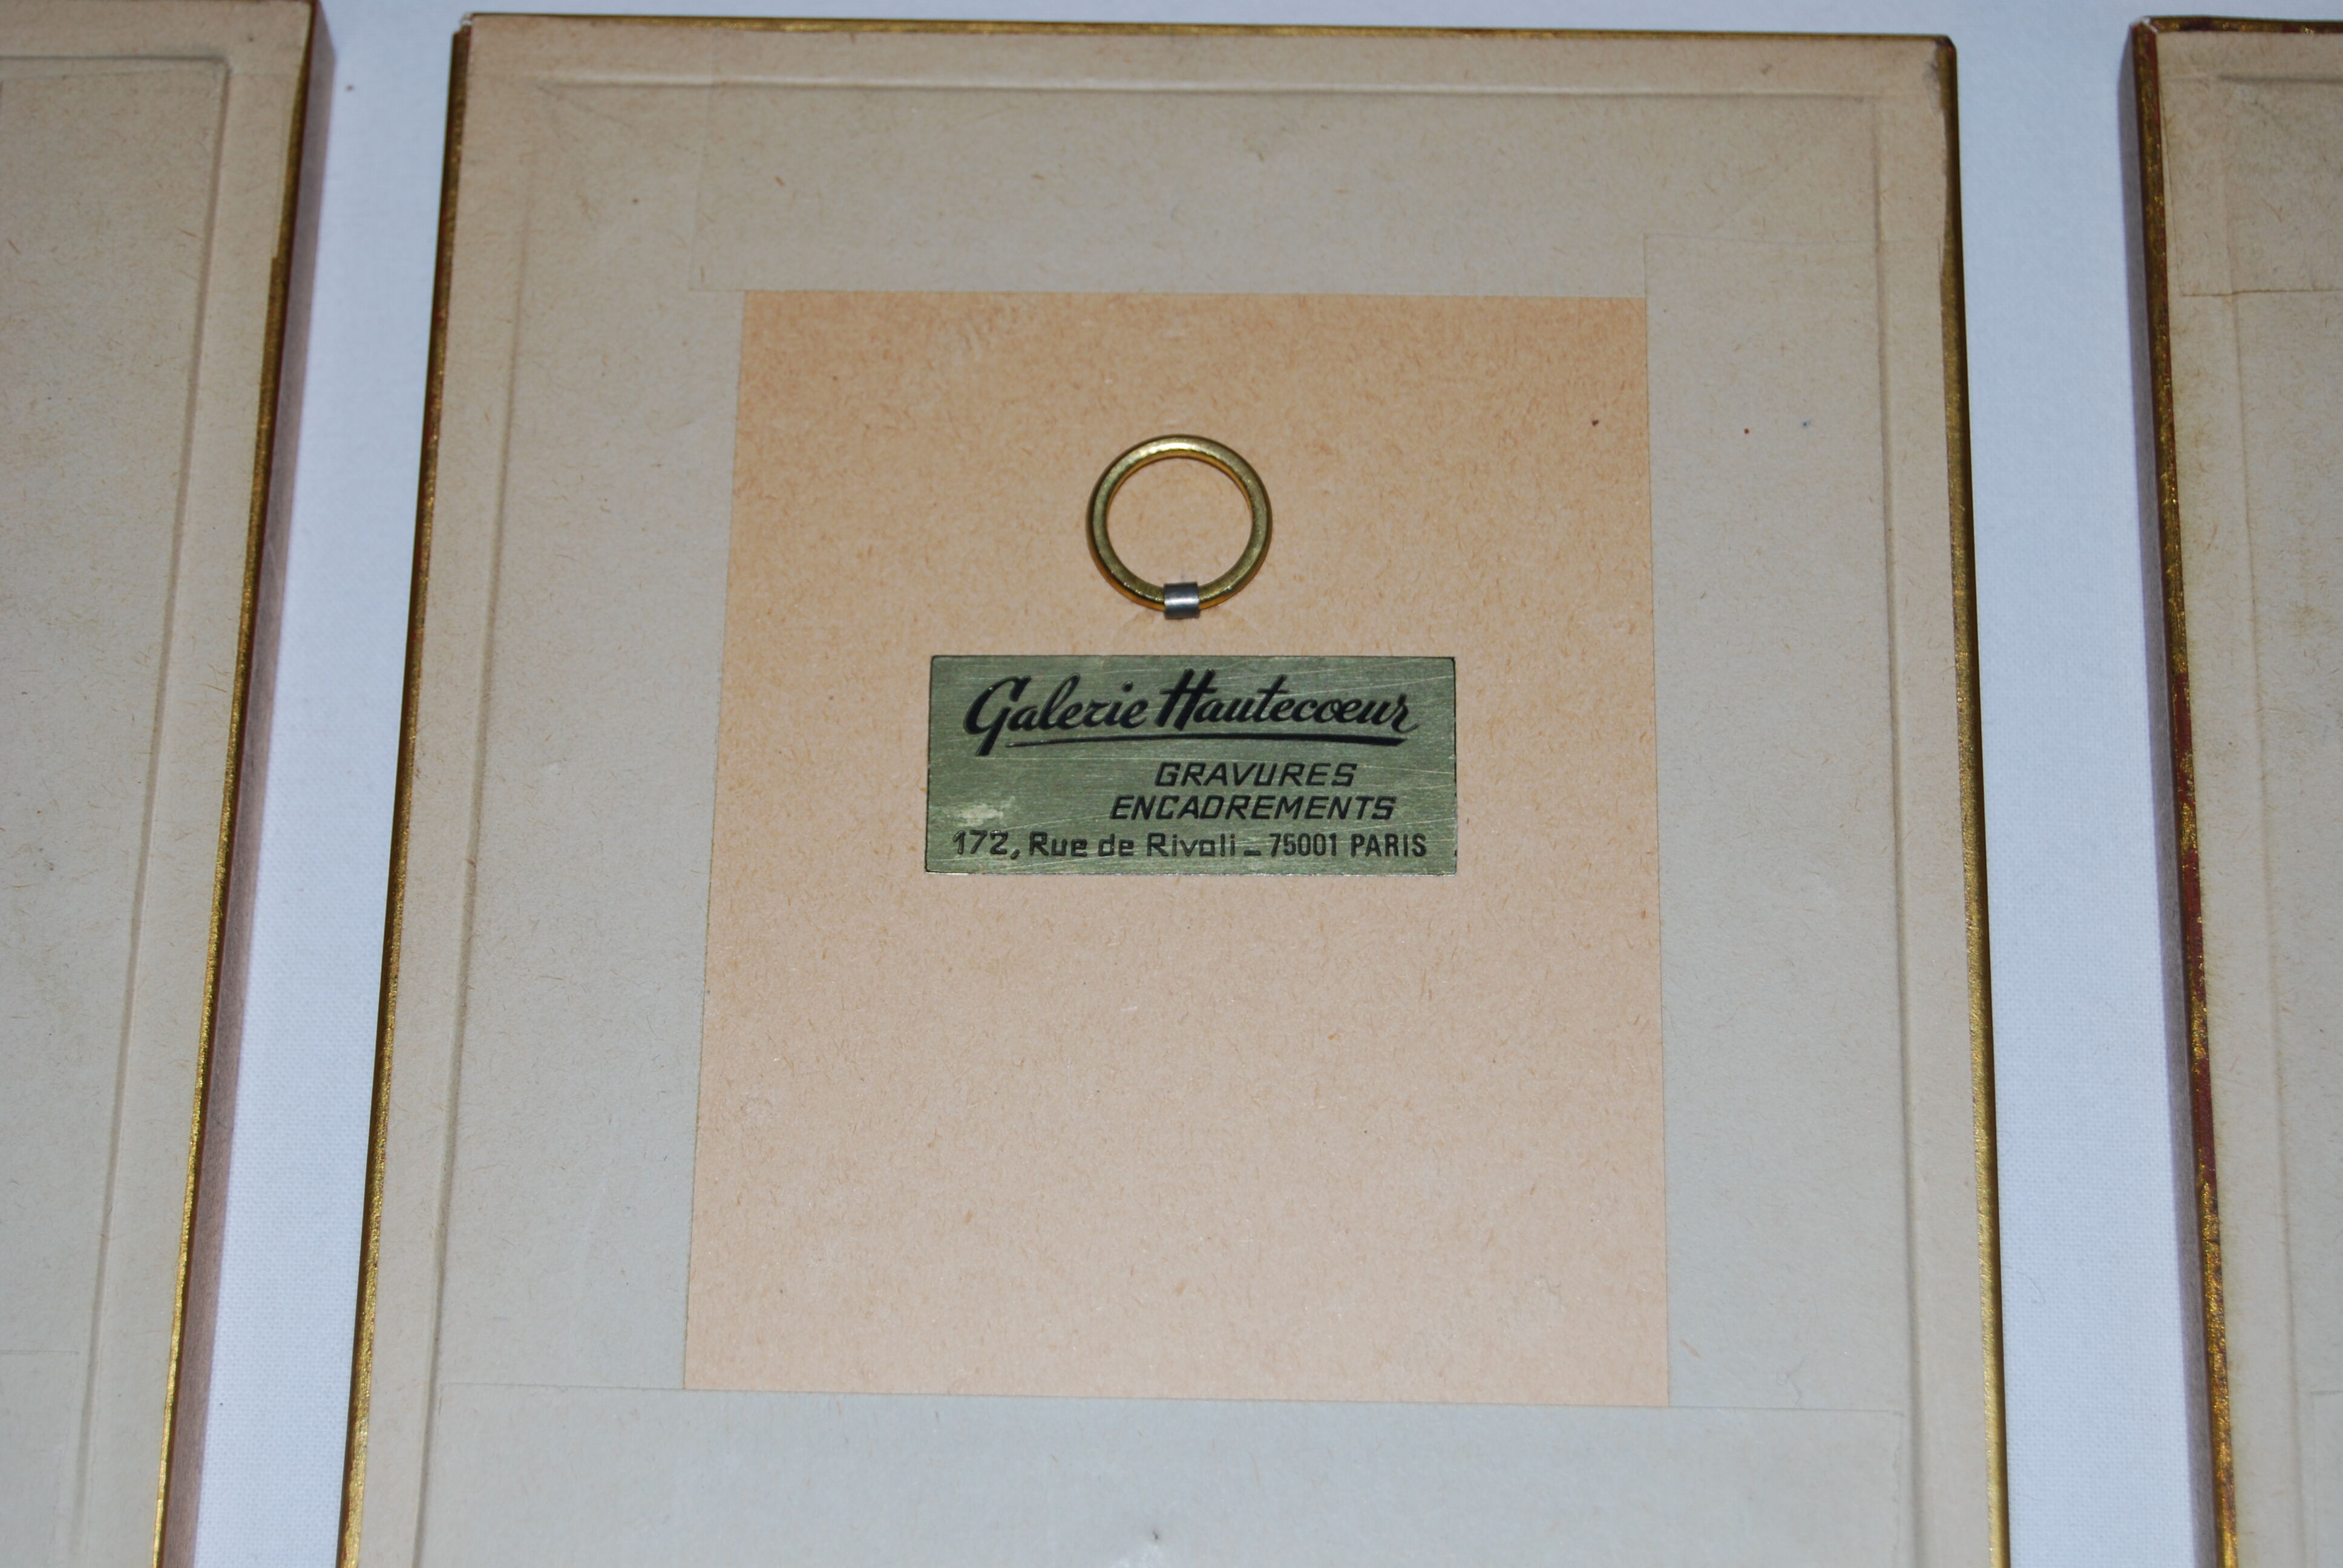 Galerie Hautecoeur
GRAVURES
ENCADREMENTS
172, Rue de Rivoli – 75001 PARIS